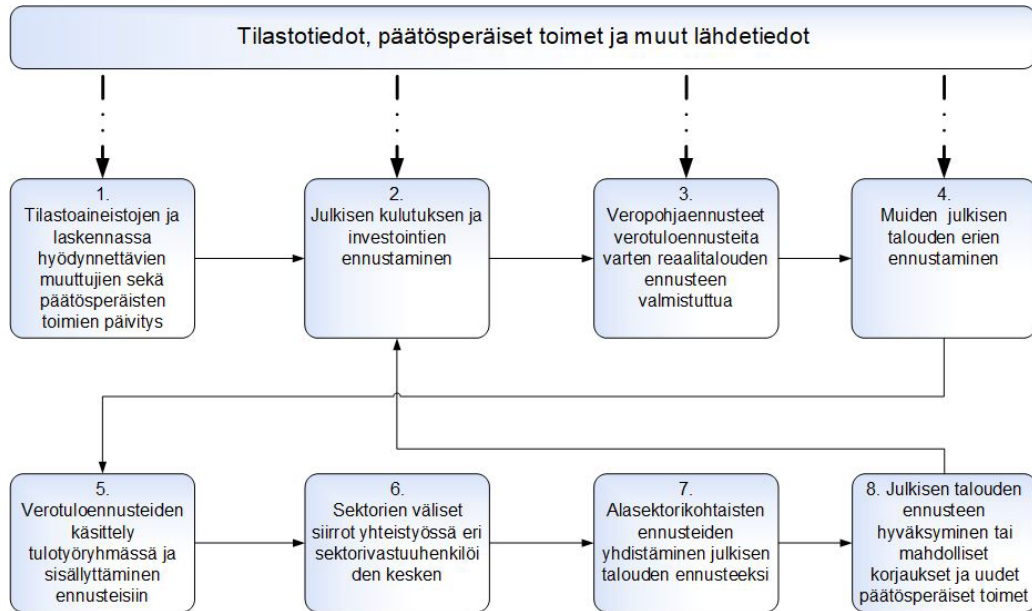 Tilastotiedot, päätösperäiset toimet ja muut lähdetiedot
1.
Tilastoaineistojen ja
laskennassa
hyödynnettävien
muuttujien sekä
päätösperäisten
toimien päivitys
2.
Julkisen kulutuksen ja
investointien
ennustaminen
3.
Veropohjaennusteet
verotuloennusteita
varten reaalitalouden
ennusteen
valmistuttua
4.
Muiden julkisen
talouden erien
ennustaminen
5.
Verotuloennusteiden
käsittely
tulotyöryhmässä ja
sisällyttäminen
ennusteisiin
6.
Sektorien väliset
siirrot yhteistyössä eri
sektorivastuuhenkilöi
den kesken
7.
Alasektorikohtaisten
ennusteiden
yhdistäminen julkisen
talouden ennusteeksi
8. Julkisen talouden
ennusteen
hyväksyminen tai
mahdolliset
korjaukset ja uudet
päätösperäiset toimet